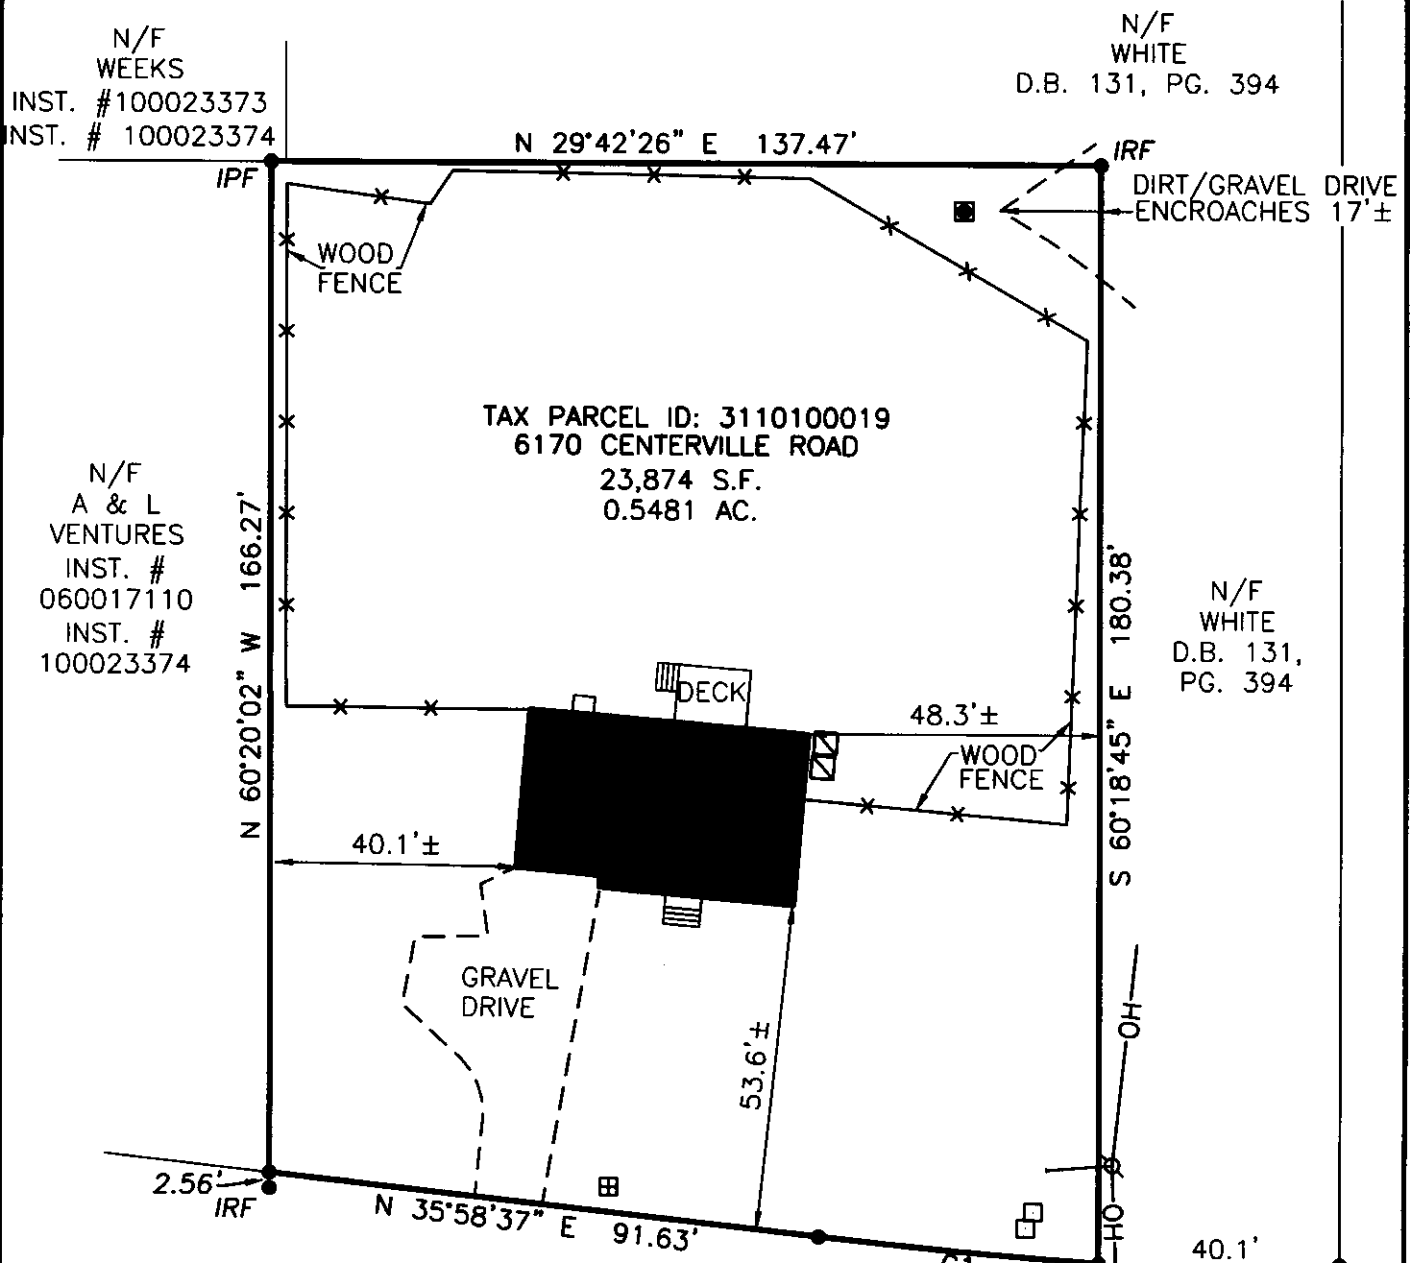 N/F
WEEKS
INST. #100023373
INST. # 100023374
N/F
WHITE
D.B. 131, PG. 394
N 29°42'26" E 137.47'
IPF
IRF
DIRT/GRAVEL DRIVE
ENCROACHES 17'±
WOOD
FENCE
TAX PARCEL ID: 3110100019
6170 CENTERVILLE ROAD
23,874 S.F.
0.5481 AC.
N/F
A & L
VENTURES
INST. #
060017110
INST. #
100023374
N 60°20'02" W 166.27'
S 60°18'45" E 180.38'
N/F
WHITE
D.B. 131,
PG. 394
DECK
48.3'±
WOOD
FENCE
40.1'±
GRAVEL
DRIVE
53.6'±
OH
OH
2.56'
IRF
N 35°58'37" E 91.63'
40.1'